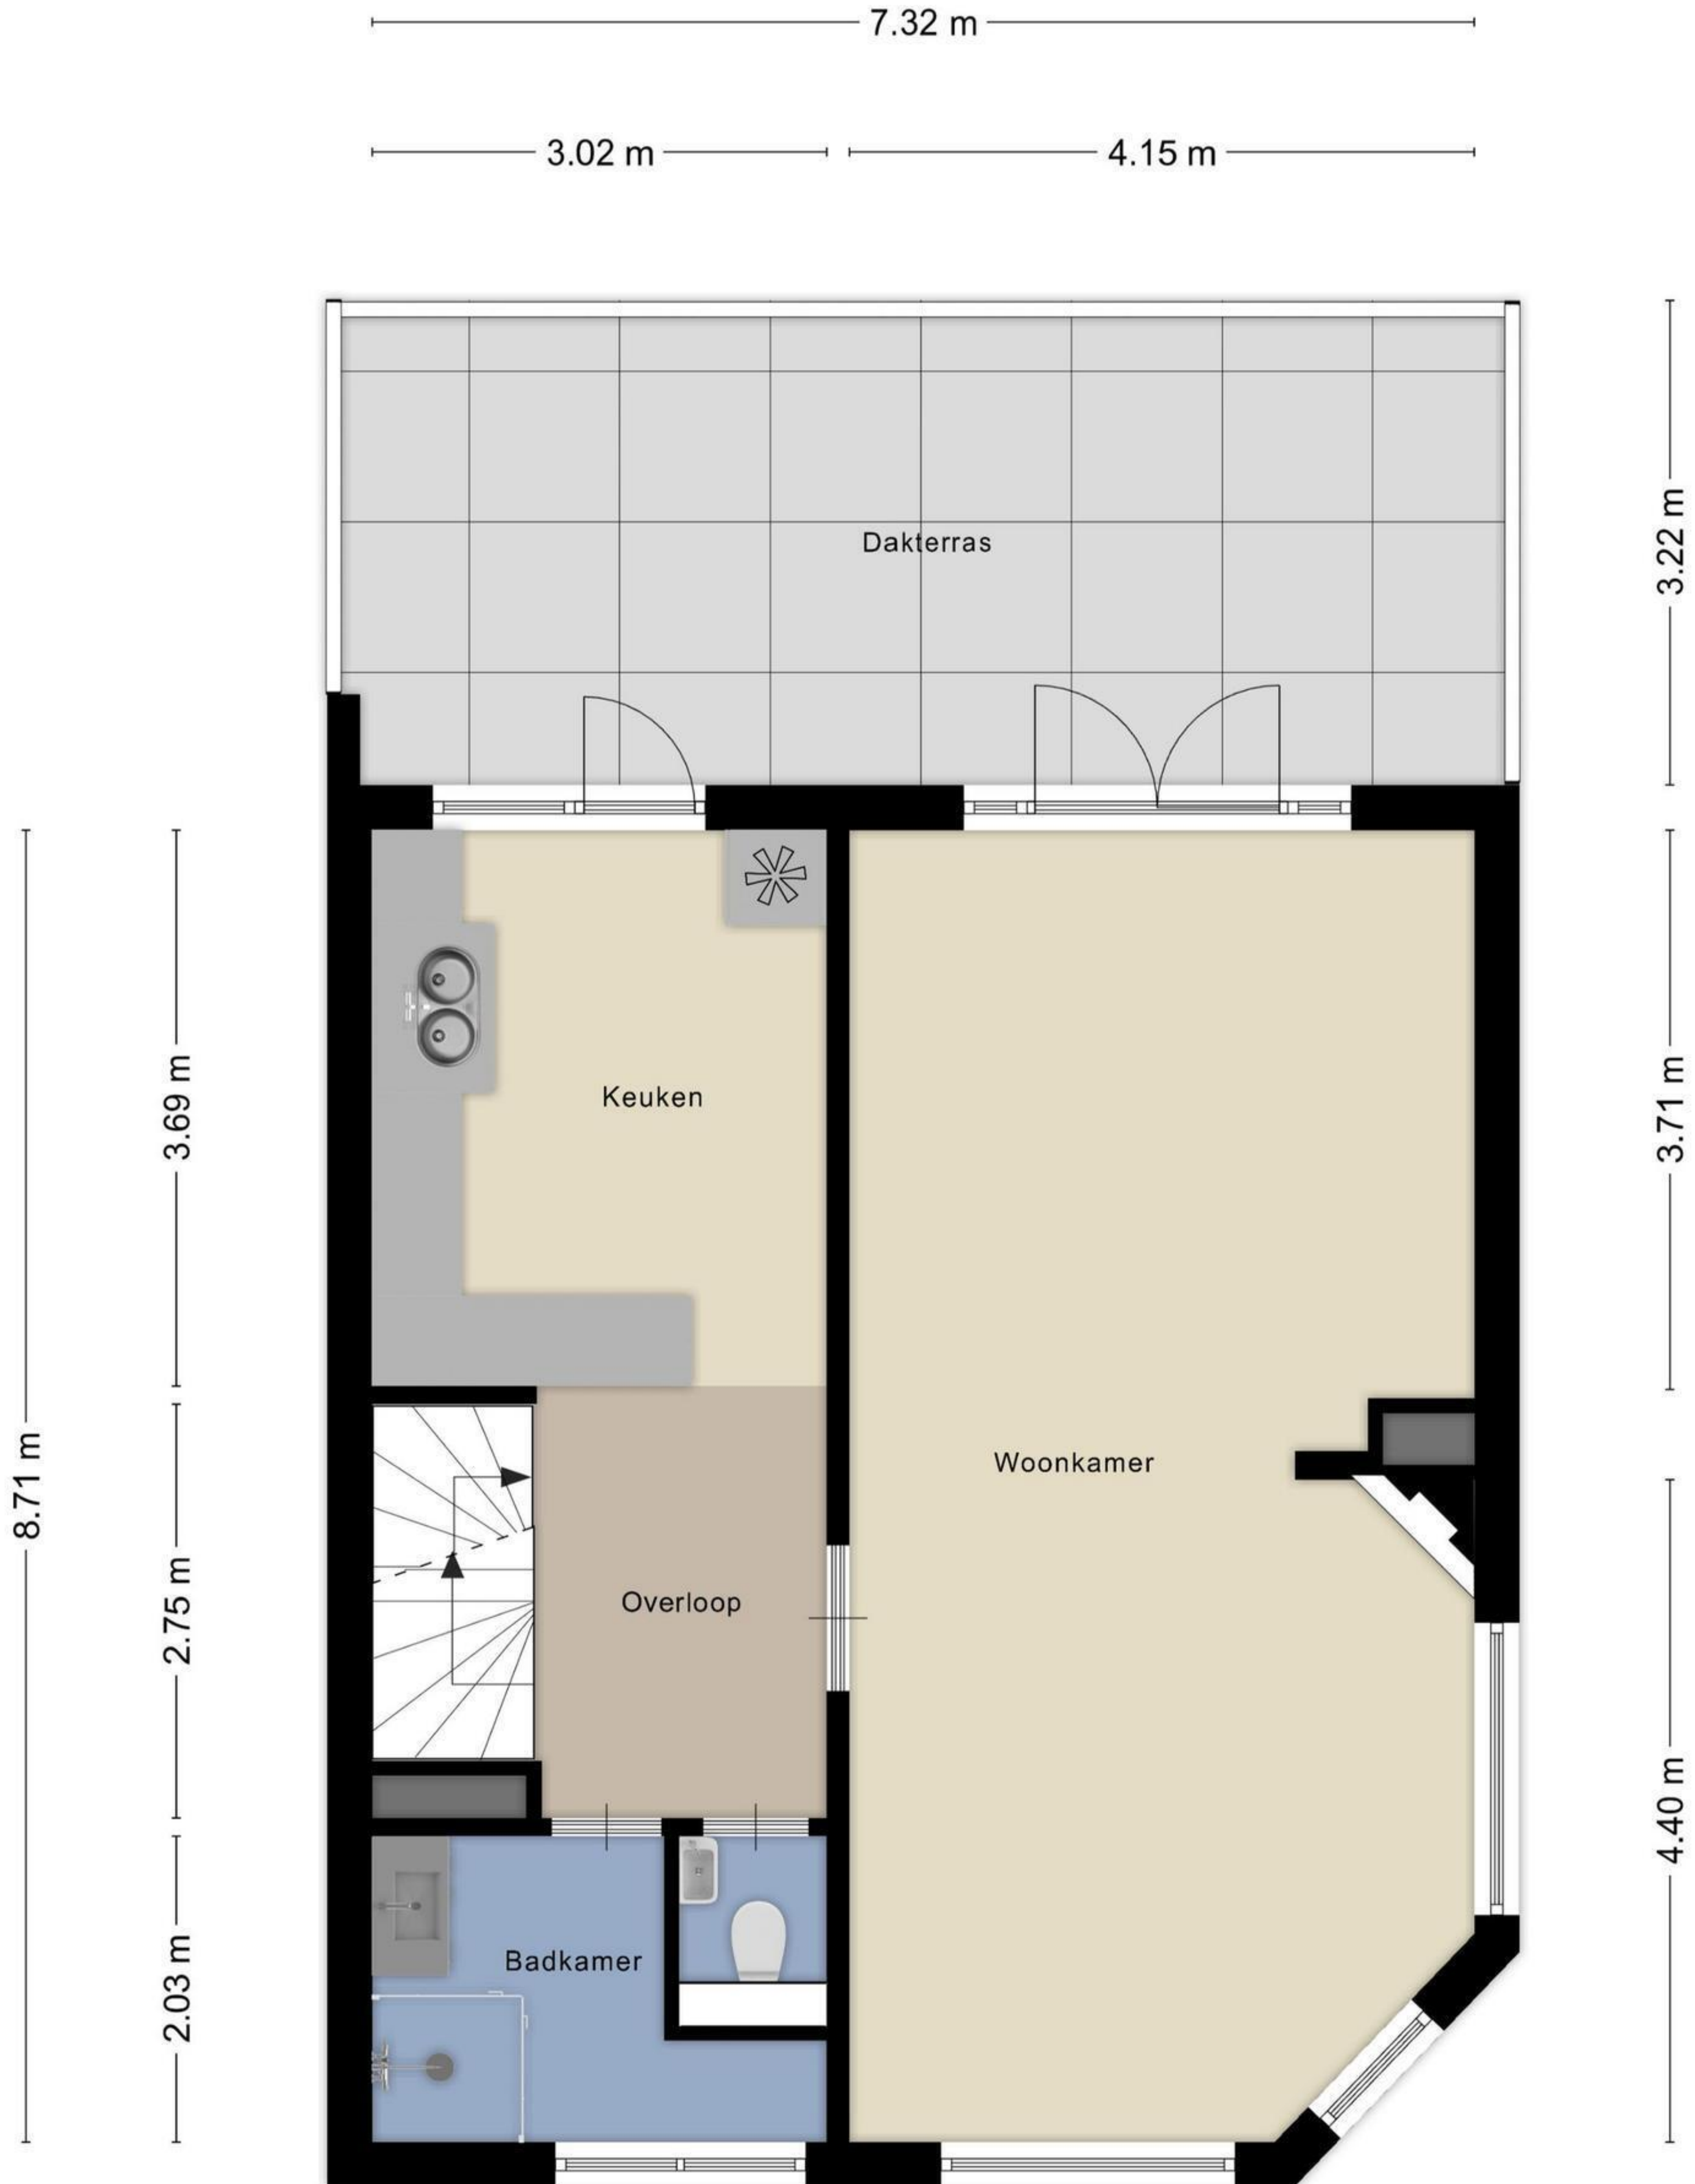 7.32 m
3.02 m
4.15 m
Dakterras
3.22 m
Keuken
3.69 m
3.71 m
8.71 m
Woonkamer
2.75 m
Overloop
4.40 m
Badkamer
2.03 m